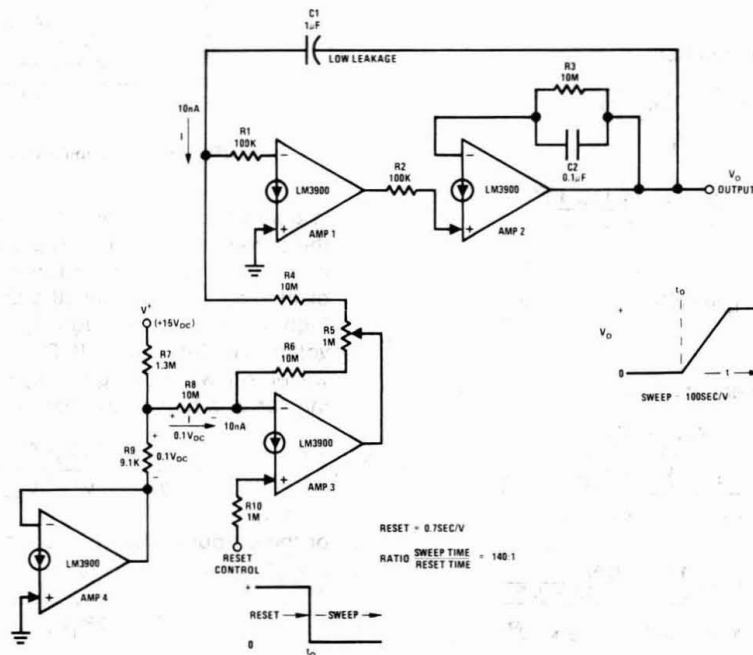 C1
1μF
LOW LEAKAGE
R3
10M
10nA
I
R1
100K
C2
0.1μF
−
LM3900
+
AMP 1
R2
100K
−
LM3900
+
AMP 2
VO
OUTPUT
R4
10M
V+
(+15VDC)
R5
1M
R7
1.3M
R6
10M
R8
10M
+ I −
0.1VDC
10nA
−
LM3900
+
AMP 3
R9
9.1K
+
0.1VDC
−
R10
1M
−
LM3900
+
AMP 4
RESET
CONTROL
+
RESET
SWEEP
0
tO
tO
+
VO
0
t
SWEEP – 100SEC/V
RESET = 0.7SEC/V
RATIO SWEEP TIME
RESET TIME = 140:1
or